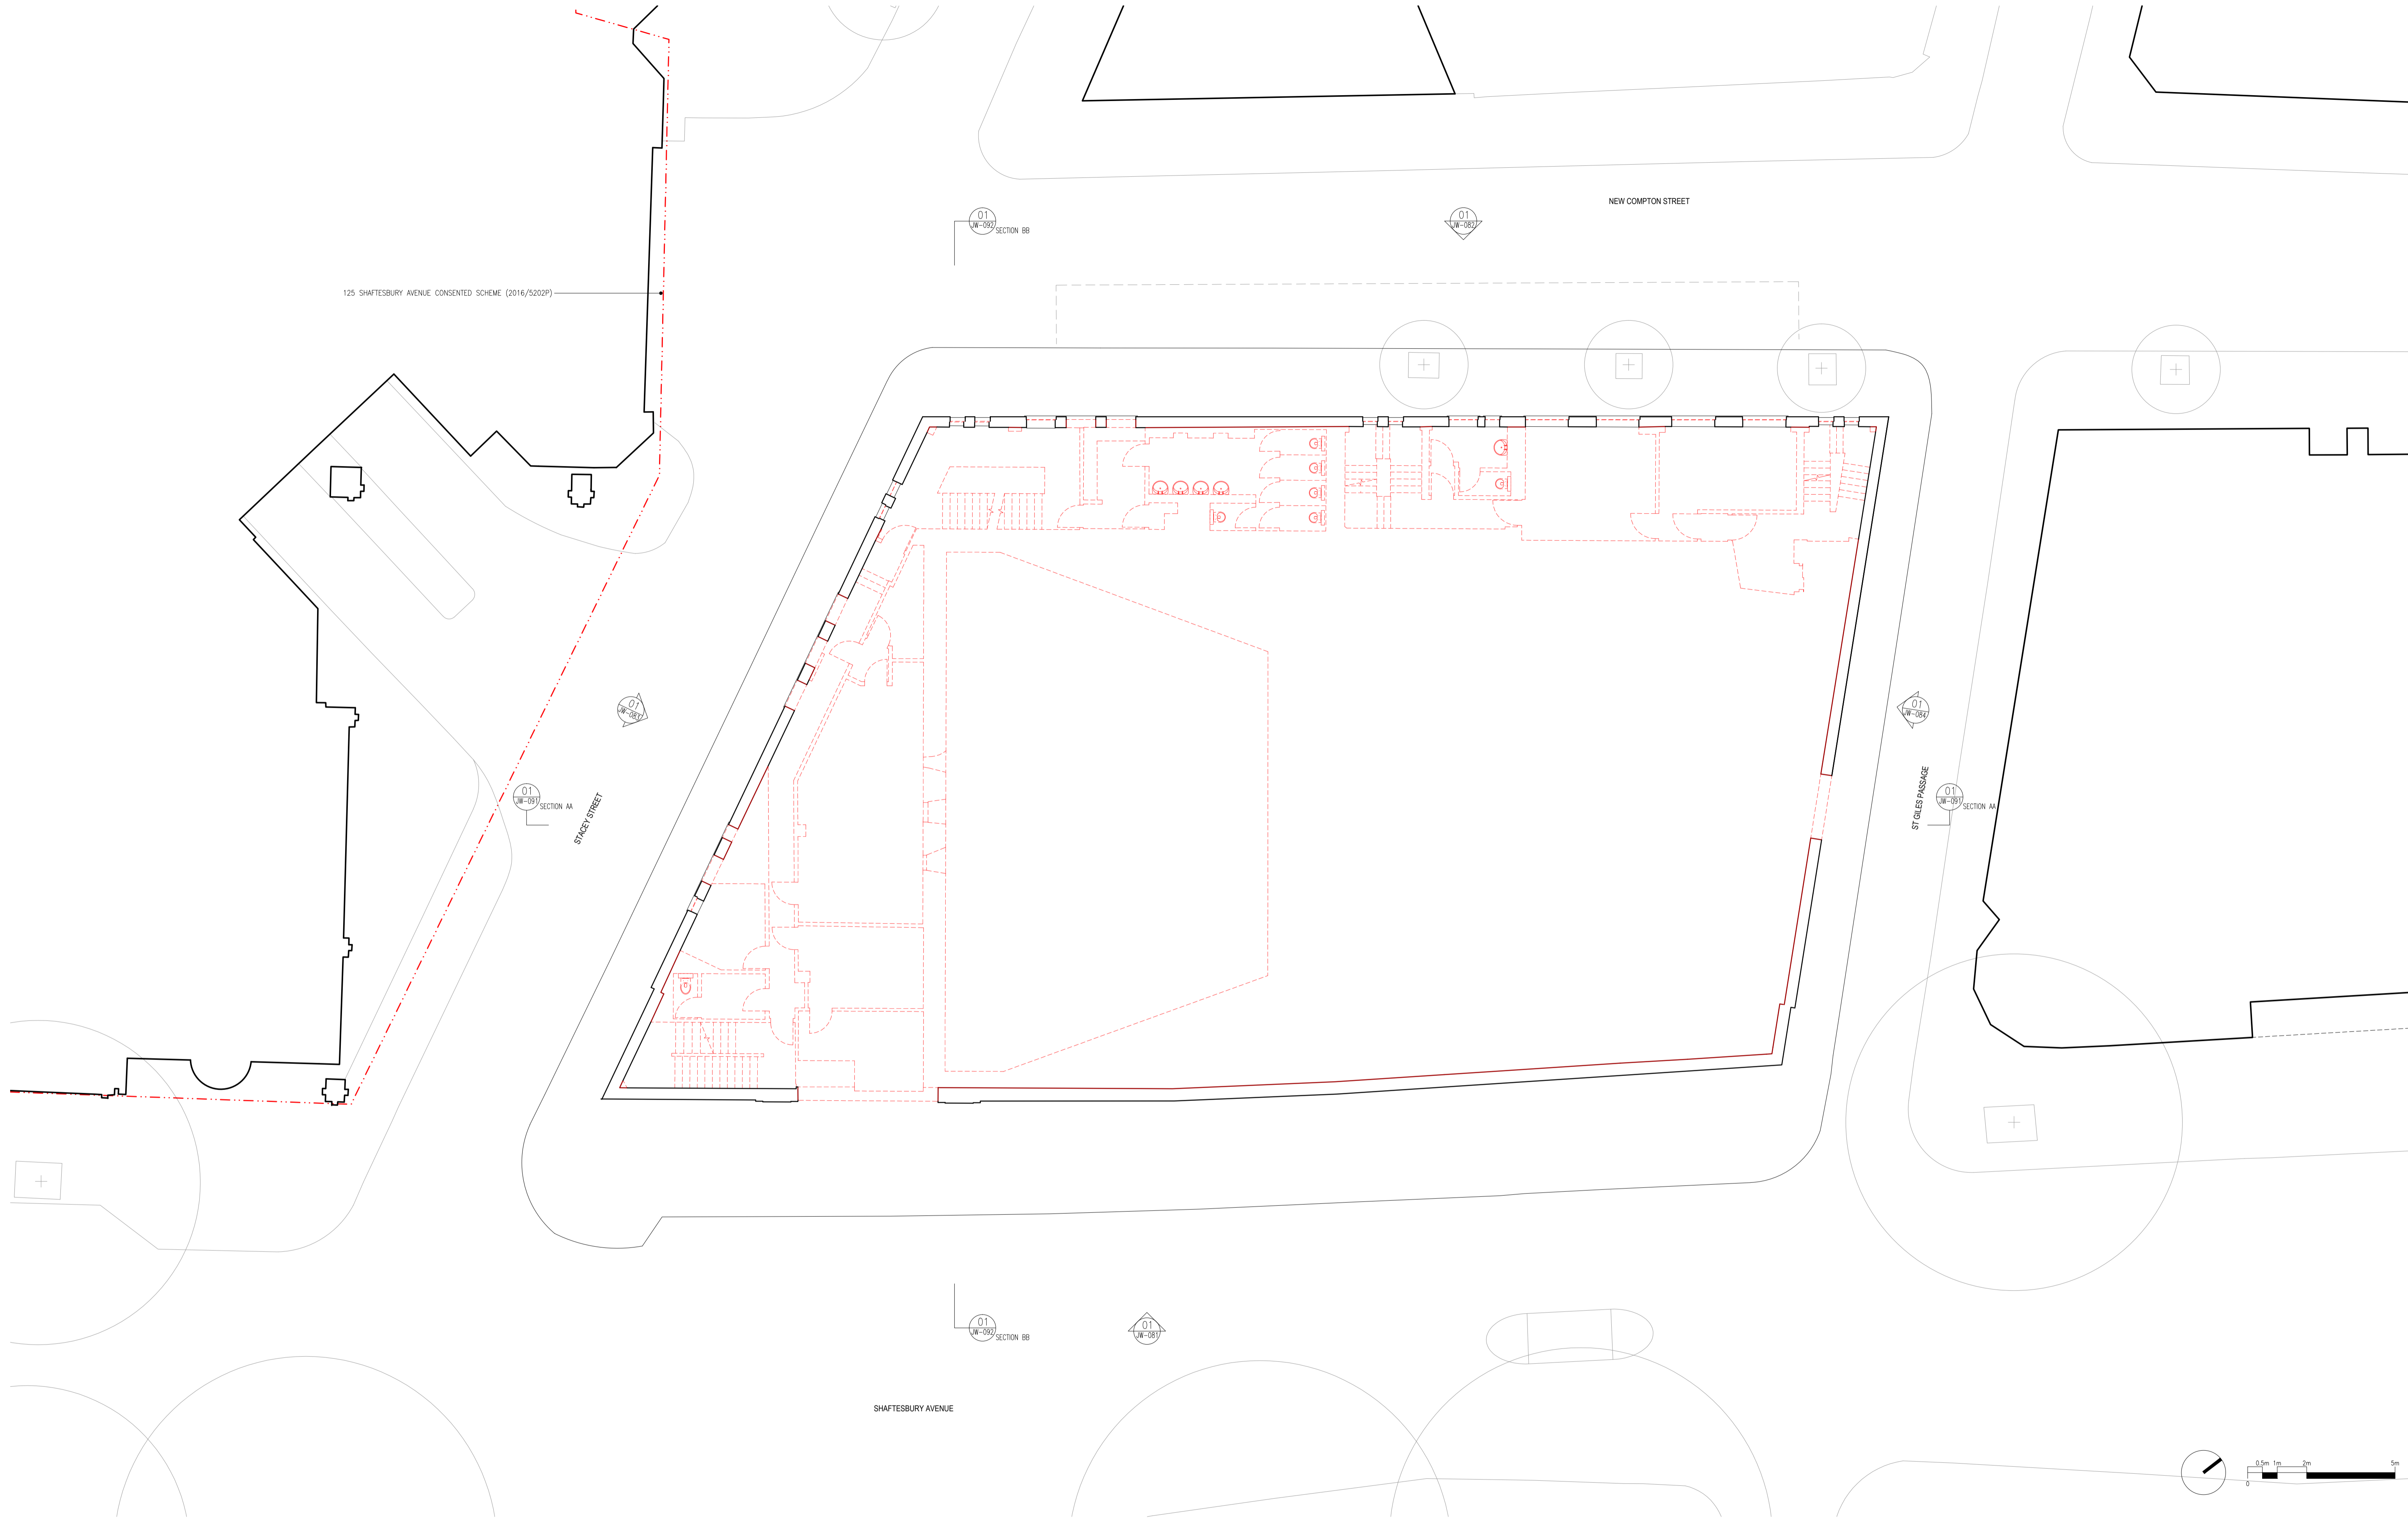 NEW COMPTON STREET
01
JW-092
SECTION BB
01
JW-082
125 SHAFTESBURY AVENUE CONSENTED SCHEME (2016/5202P)
01
JW-083
01
JW-084
01
JW-091
SECTION AA
STACEY STREET
ST GILES PASSAGE
01
JW-091
SECTION AA
01
JW-092
SECTION BB
01
JW-081
SHAFTESBURY AVENUE
0.5m 1m 2m 5m
0